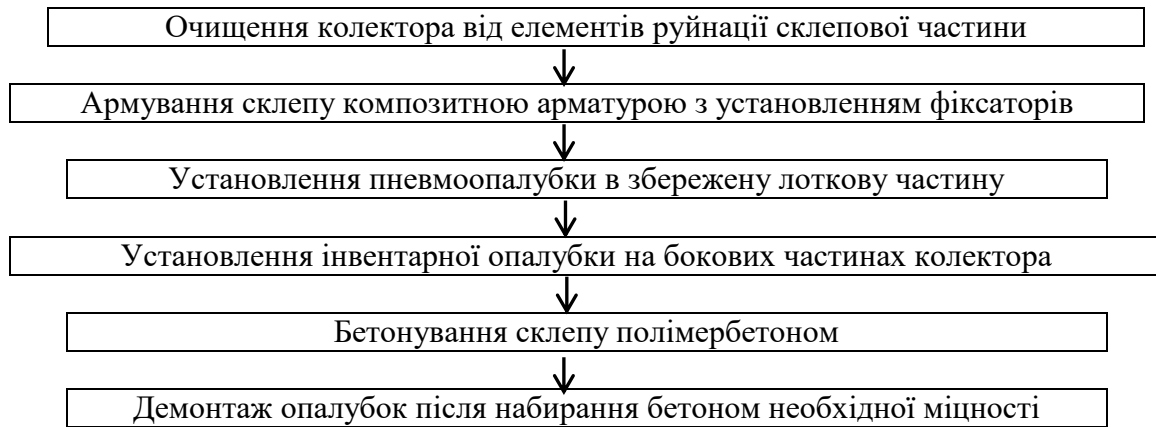 Очищення колектора від елементів руйнації склепової частини
Армування склепу композитною арматурою з установленням фіксаторів
Установлення пневмоопалубки в збережену лоткову частину
Установлення інвентарної опалубки на бокових частинах колектора
Бетонування склепу полімербетоном
Демонтаж опалубок після набирання бетоном необхідної міцності